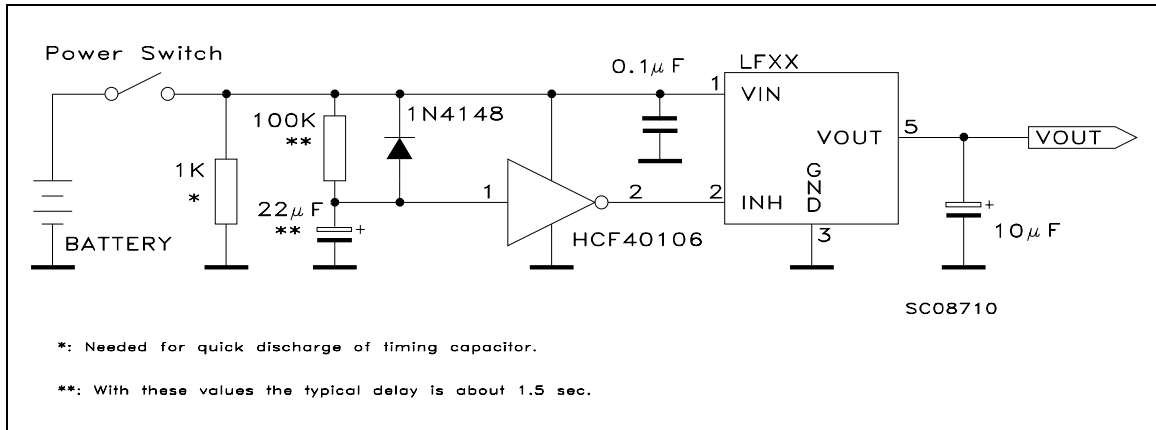 Power Switch
BATTERY
1K
*
100K
**
22μF
**
+
1N4148
1
2
HCF40106
0.1μF
LFXX
1
VIN
2
INH
GND
3
VOUT
5
+
10μF
VOUT
SC08710
*: Needed for quick discharge of timing capacitor.
**: With these values the typical delay is about 1.5 sec.